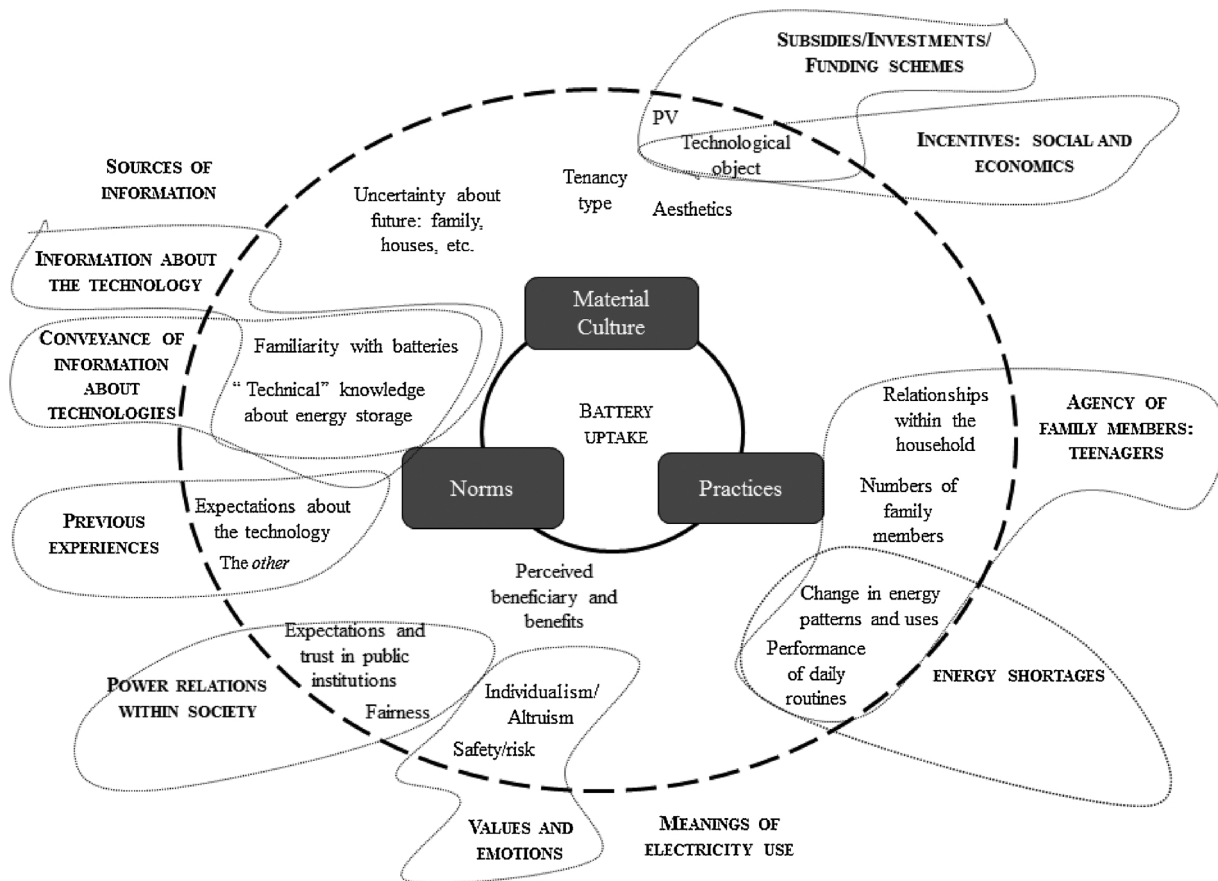 SUBSIDIES/INVESTMENTS/
FUNDING SCHEMES
PV
Technological
object
INCENTIVES: SOCIAL AND
ECONOMICS
SOURCES OF
INFORMATION
Uncertainty about
future: family,
houses, etc.
Tenancy
type
Aesthetics
INFORMATION ABOUT
THE TECHNOLOGY
Material
Culture
CONVEYANCE OF
INFORMATION
ABOUT
TECHNOLOGIES
Familiarity with batteries
“ Technical” knowledge
about energy storage
BATTERY
UPTAKE
Relationships
within the
household
AGENCY OF
FAMILY MEMBERS:
TEENAGERS
Norms
Practices
Numbers of
family
members
PREVIOUS
EXPERIENCES
Expectations about
the technology
The other
Perceived
beneficiary and
benefits
Change in energy
patterns and uses
Performance
of daily
routines
ENERGY SHORTAGES
POWER RELATIONS
WITHIN SOCIETY
Expectations and
trust in public
institutions
Fairness
Individualism/
Altruism
Safety/risk
VALUES AND
EMOTIONS
MEANINGS OF
ELECTRICITY USE